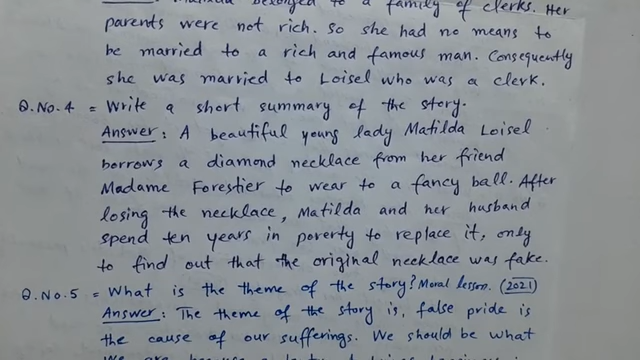 belonged to a family of clerks. Her
parents were not rich. So she had no means to
be married to a rich and famous man. Consequently
she was married to Loisel who was a clerk.
Q.No.4 = Write a short summary of the story.
Answer: A beautiful young lady Matilda Loisel
borrows a diamond necklace from her friend
Madame Forestier to wear to a fancy ball. After
losing the necklace, Matilda and her husband
spend ten years in poverty to replace it, only
to find out that the original necklace was fake.
Q.No.5 = What is the theme of the story? Moral lesson. (2021)
Answer: The theme of the story is, false pride is
the cause of our sufferings. We should be what